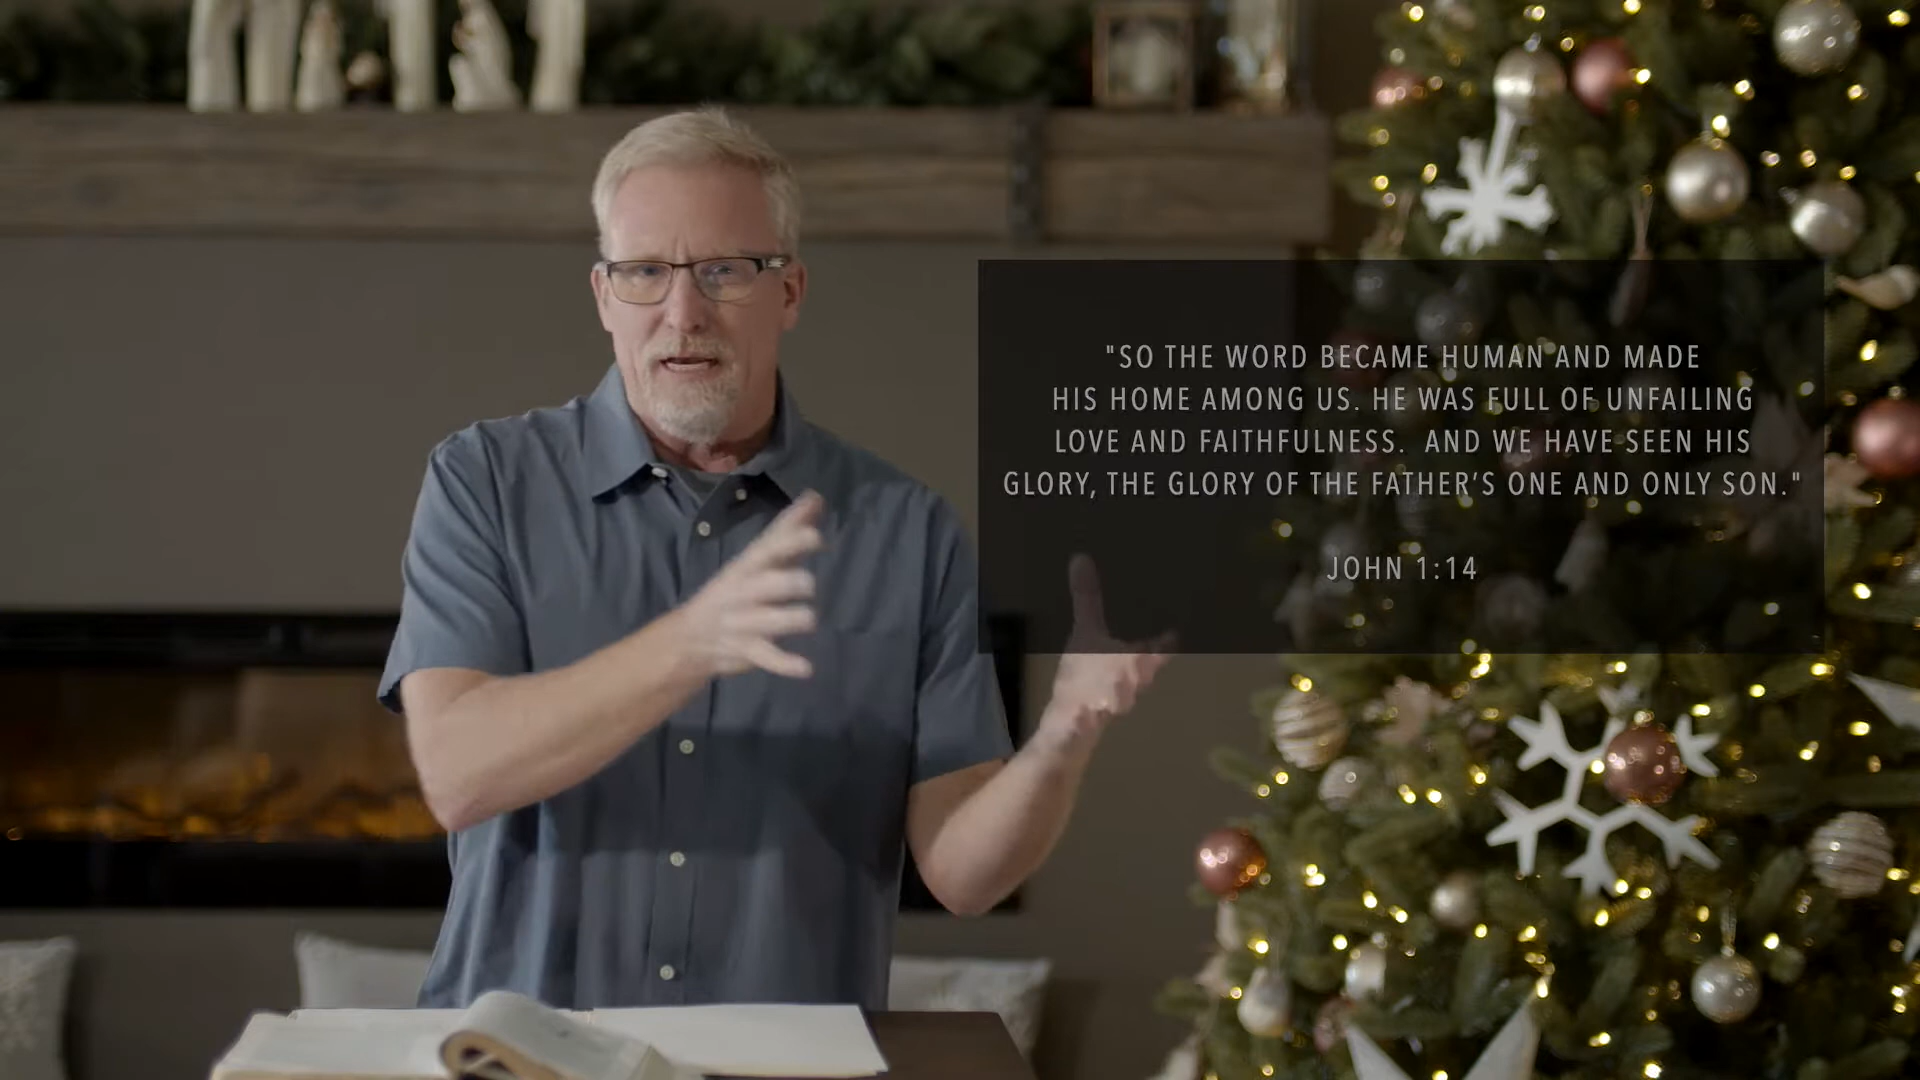 "SO THE WORD BECAME HUMAN AND MADE
HIS HOME AMONG US. HE WAS FULL OF UNFAILING
LOVE AND FAITHFULNESS.  AND WE HAVE SEEN HIS
GLORY, THE GLORY OF THE FATHER’S ONE AND ONLY SON."
JOHN 1:14